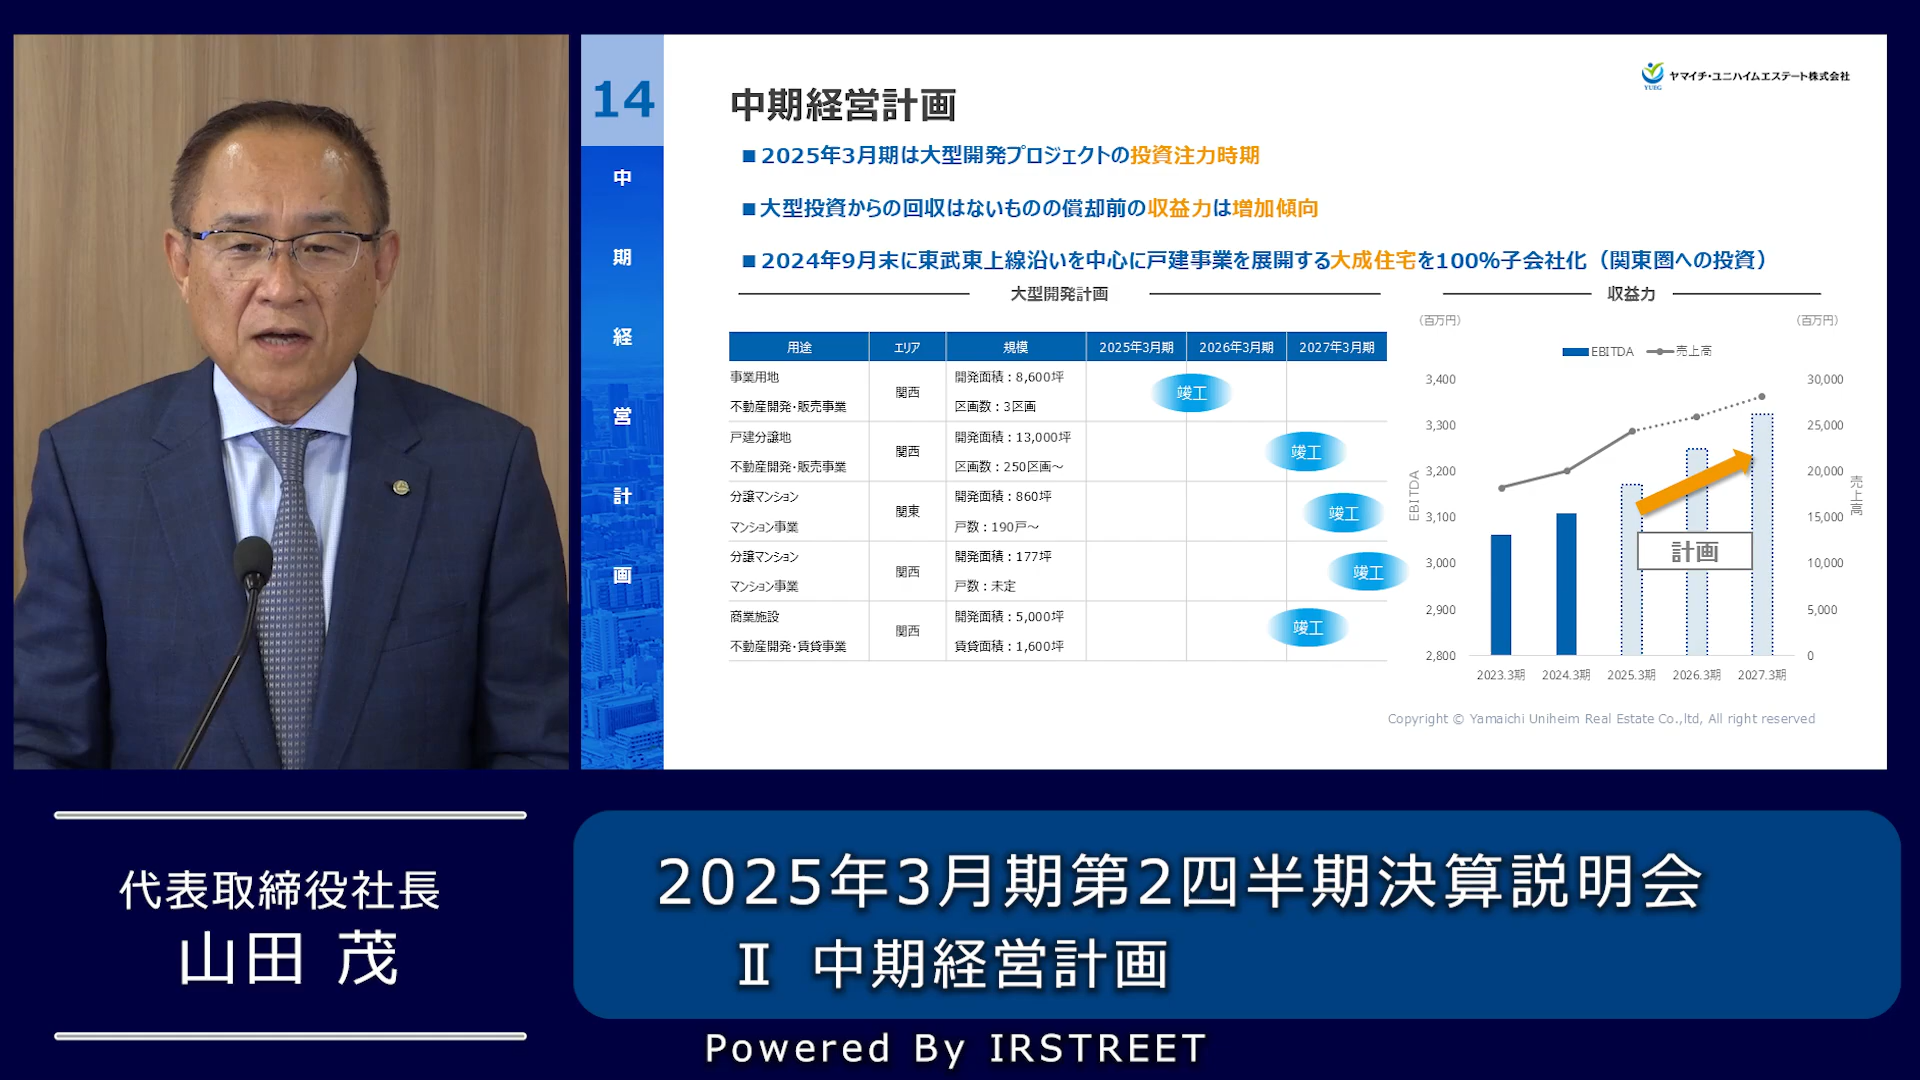 14
中期経営計画
ヤマイチ・ユニハイムエステート株式会社
YUEG
中期経営計画
■2025年3月期は大型開発プロジェクトの投資注力時期
■大型投資からの回収はないものの償却前の収益力は増加傾向
■2024年9月末に東武東上線沿いを中心に戸建事業を展開する大成住宅を100%子会社化（関東圏への投資）
大型開発計画
用途 エリア 規模 2025年3月期 2026年3月期 2027年3月期
事業用地
不動産開発・販売事業
関西
開発面積：8,600坪
区画数：3区画
竣工
戸建分譲地
不動産開発・販売事業
関西
開発面積：13,000坪
区画数：250区画～
竣工
分譲マンション
マンション事業
関東
開発面積：860坪
戸数：190戸～
竣工
分譲マンション
マンション事業
関西
開発面積：177坪
戸数：未定
竣工
商業施設
不動産開発・賃貸事業
関西
開発面積：5,000坪
賃貸面積：1,600坪
竣工
収益力
（百万円）
（百万円）
EBITDA 売上高
3,400
3,300
3,200
3,100
3,000
2,900
2,800
EBITDA
30,000
25,000
20,000
15,000
10,000
5,000
0
売上高
計画
2023.3期 2024.3期 2025.3期 2026.3期 2027.3期
Copyright © Yamaichi Uniheim Real Estate Co.,ltd, All right reserved
代表取締役社長
山田 茂
2025年3月期第2四半期決算説明会
Ⅱ 中期経営計画
Powered By IRSTREET